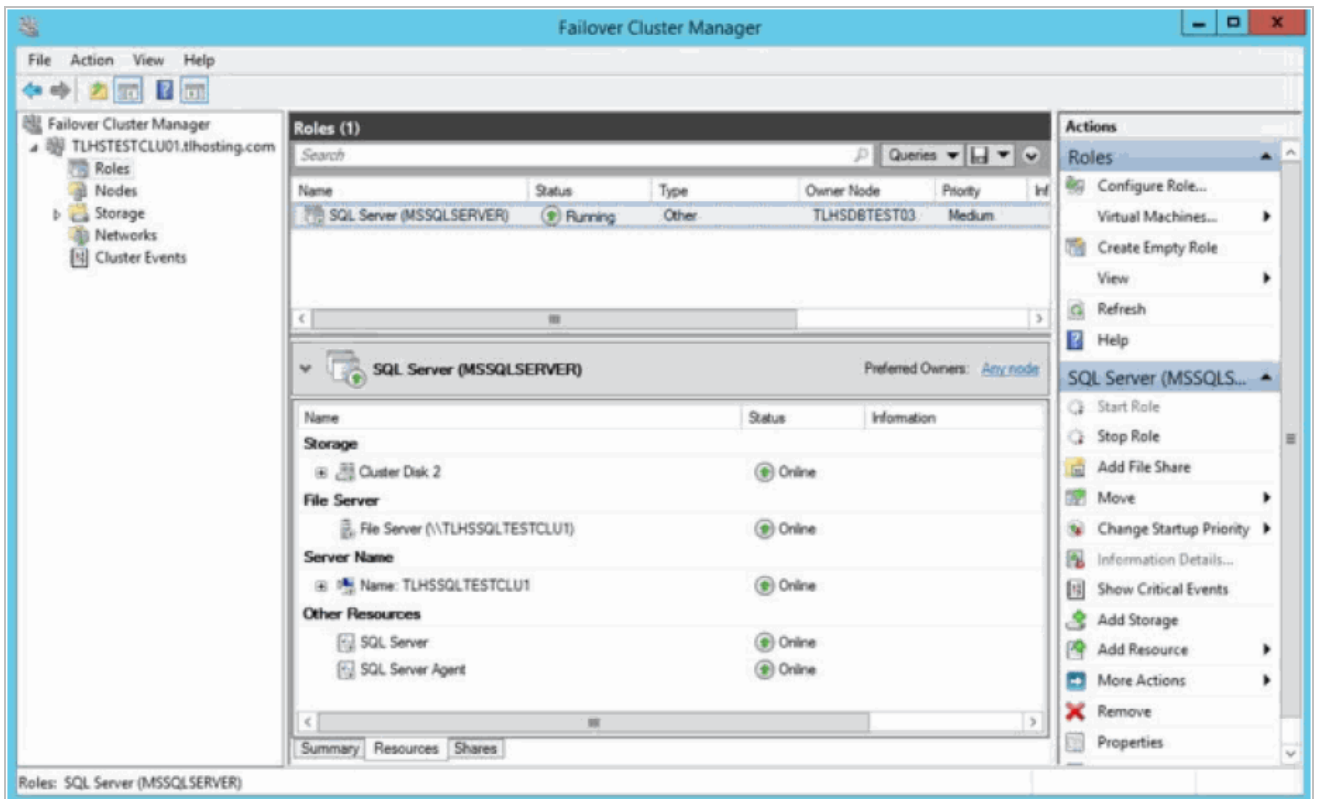 Failover Cluster Manager
File Action View Help
Failover Cluster Manager
TLHSTESTCLU01.tlhosting.com
Roles
Nodes
Storage
Networks
Cluster Events
Roles (1)
Search
Queries
Name Status Type Owner Node Priority Inf
SQL Server (MSSQLSERVER) Running Other TLHSDBTEST03 Medium
SQL Server (MSSQLSERVER)
Preferred Owners: Any node
Name Status Information
Storage
Cluster Disk 2 Online
File Server
File Server (\\TLHSSQLTESTCLU1) Online
Server Name
Name: TLHSSQLTESTCLU1 Online
Other Resources
SQL Server Online
SQL Server Agent Online
Summary Resources Shares
Actions
Roles
Configure Role...
Virtual Machines...
Create Empty Role
View
Refresh
Help
SQL Server (MSSQLS...
Start Role
Stop Role
Add File Share
Move
Change Startup Priority
Information Details...
Show Critical Events
Add Storage
Add Resource
More Actions
Remove
Properties
Roles: SQL Server (MSSQLSERVER)